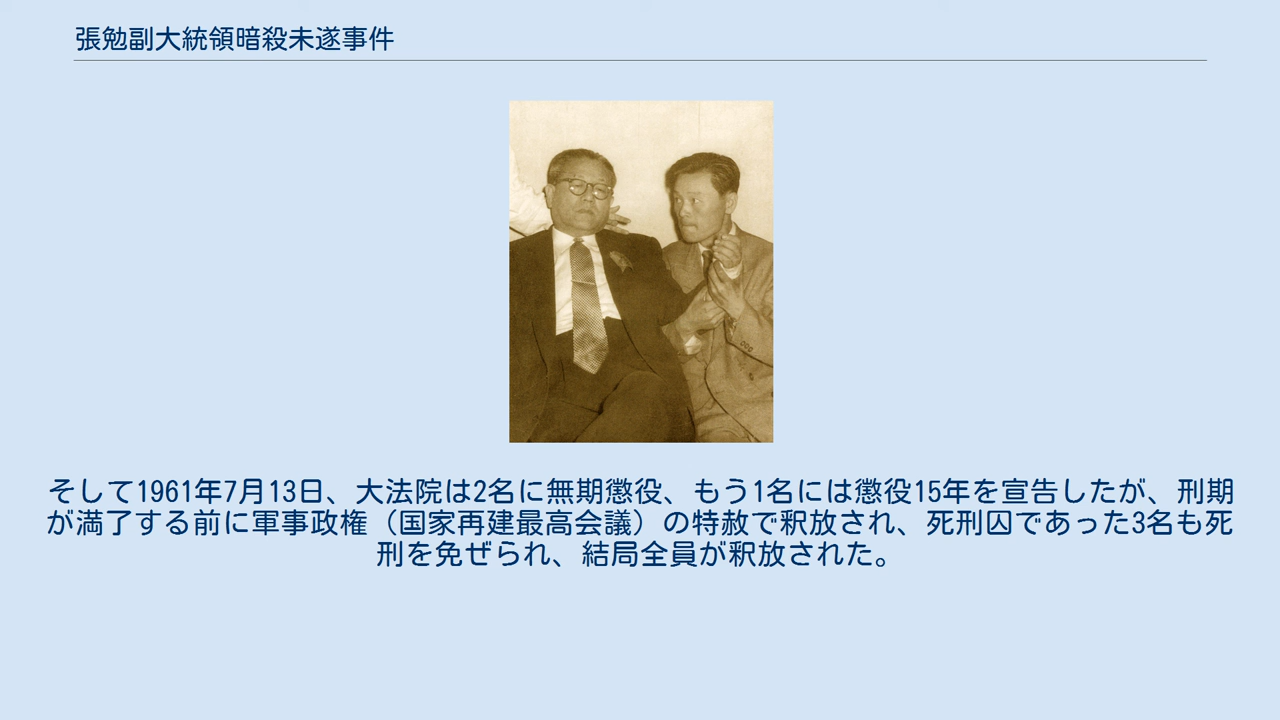 張勉副大統領暗殺未遂事件
そして1961年7月13日、大法院は2名に無期懲役、もう1名には懲役15年を宣告したが、刑期
が満了する前に軍事政権（国家再建最高会議）の特赦で釈放され、死刑囚であった3名も死
刑を免ぜられ、結局全員が釈放された。